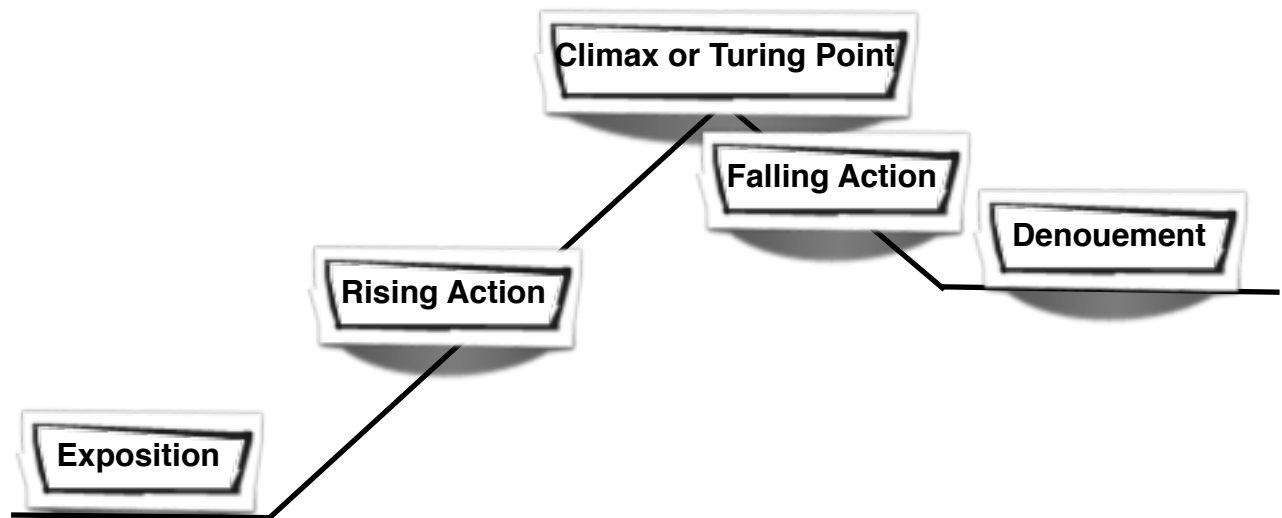 Climax or Turing Point
Falling Action
Denouement
Rising Action
Exposition